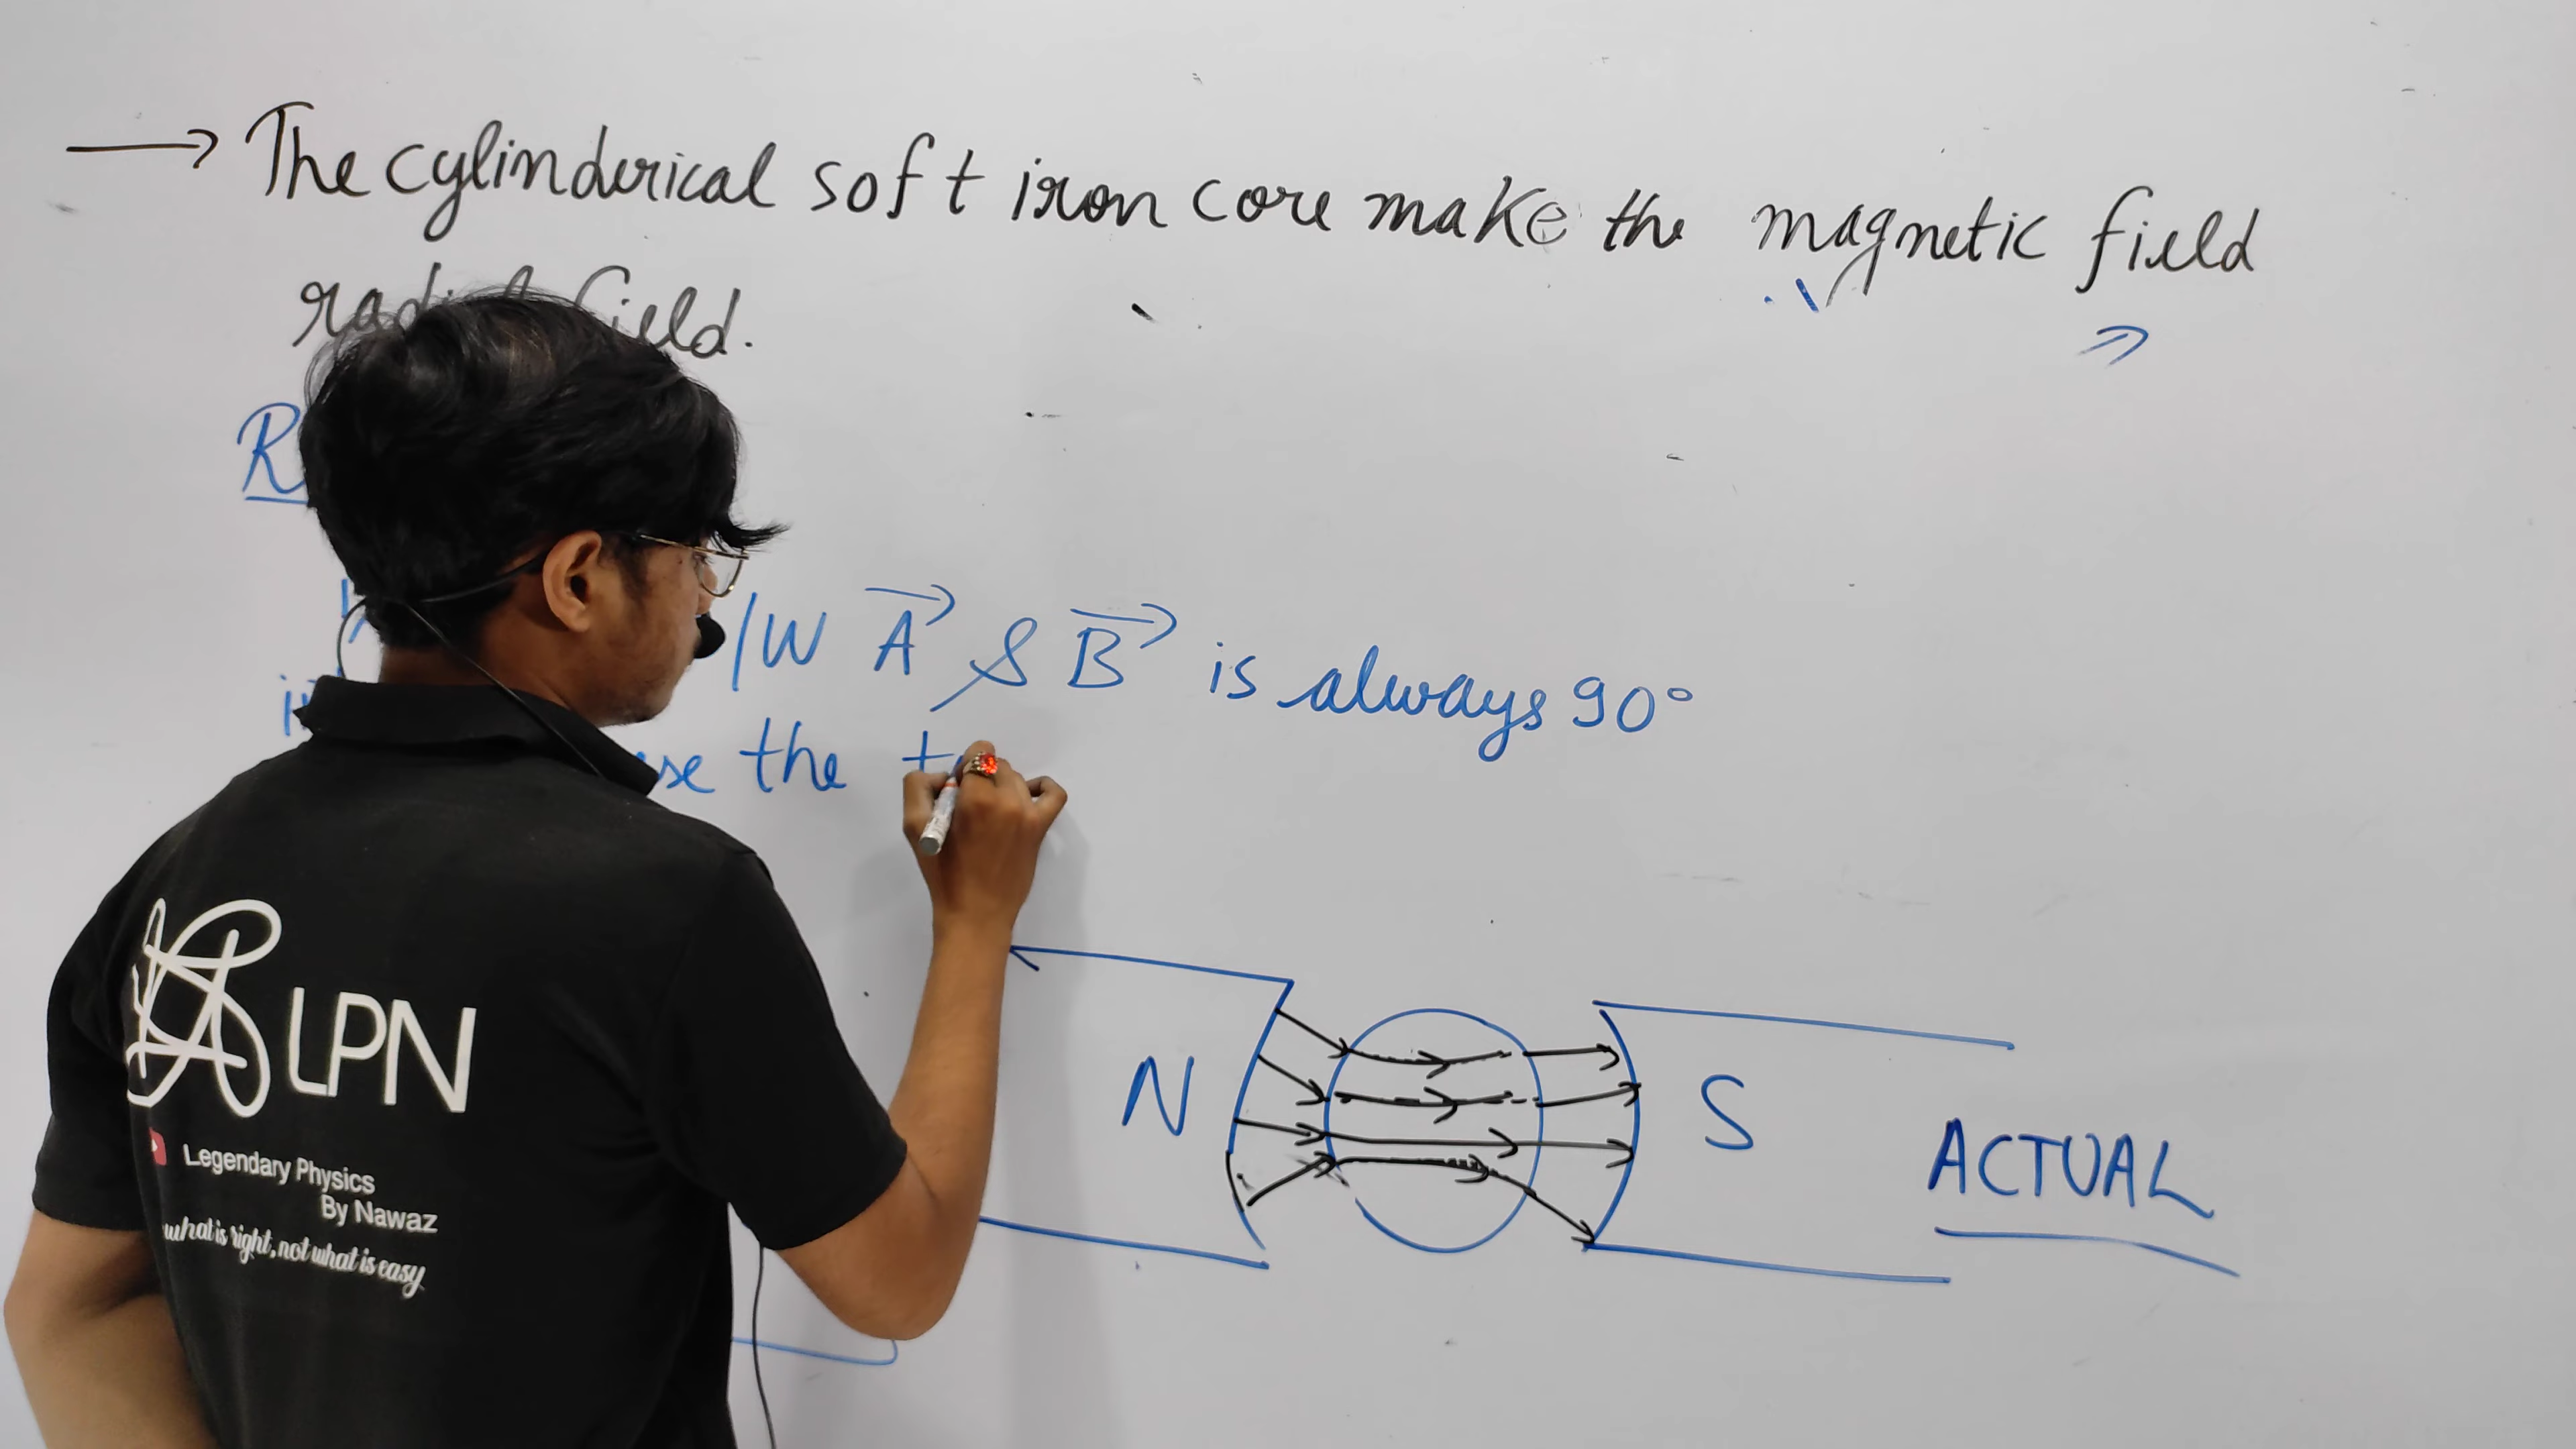 → The cylinderical soft iron core make the magnetic field
field.
/W A⃗ & B⃗ is always 90°
the
N
S
ACTUAL
LPN
Legendary Physics
By Nawaz
what is right, not what is easy